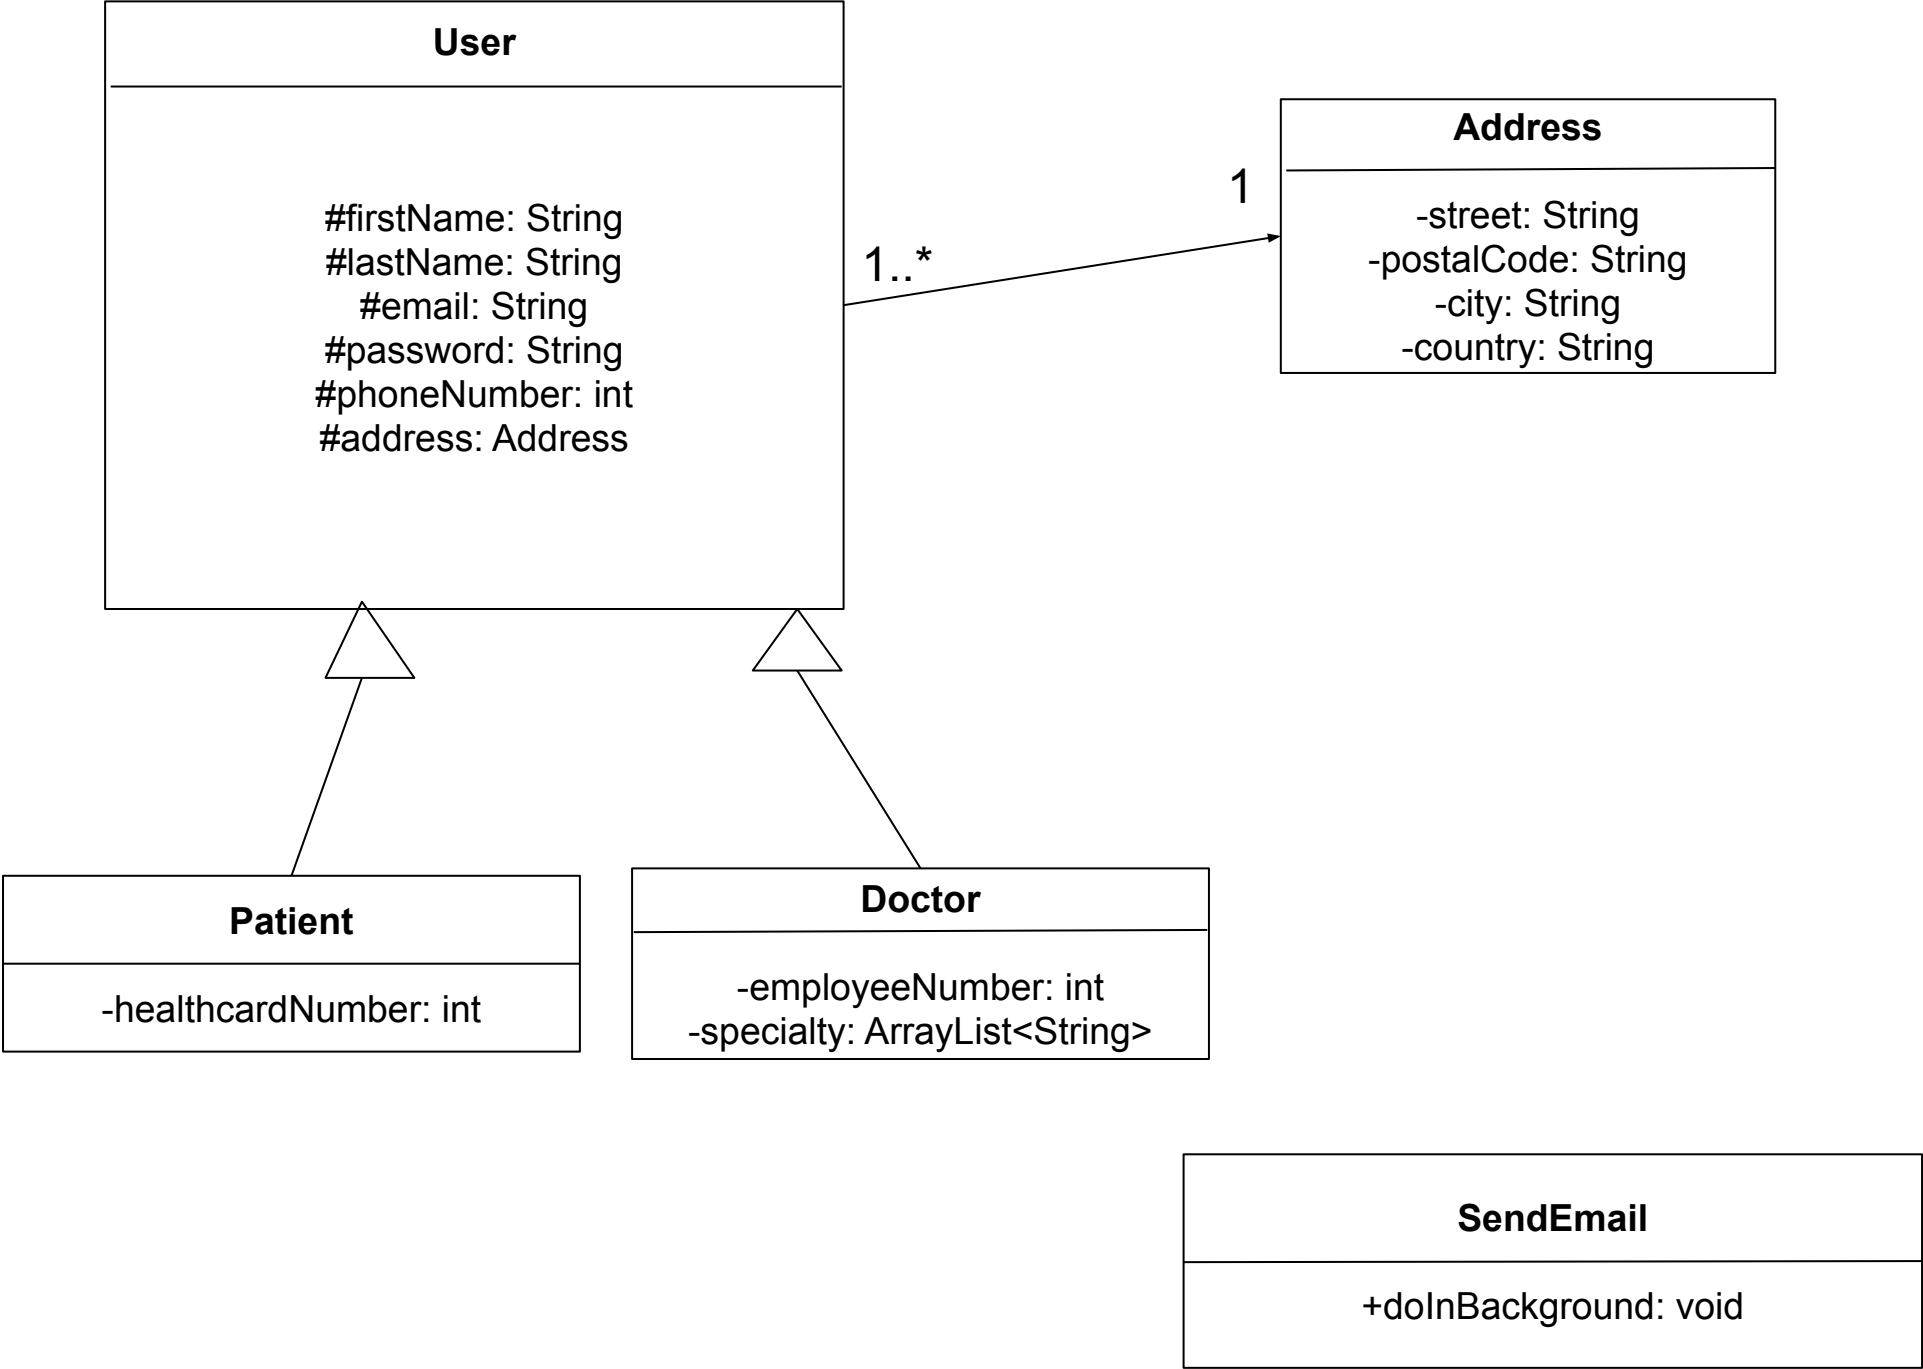 User
#firstName: String
#lastName: String
#email: String
#password: String
#phoneNumber: int
#address: Address
1..*
1
Address
-street: String
-postalCode: String
-city: String
-country: String
Patient
-healthcardNumber: int
Doctor
-employeeNumber: int
-specialty: ArrayList<String>
SendEmail
+doInBackground: void